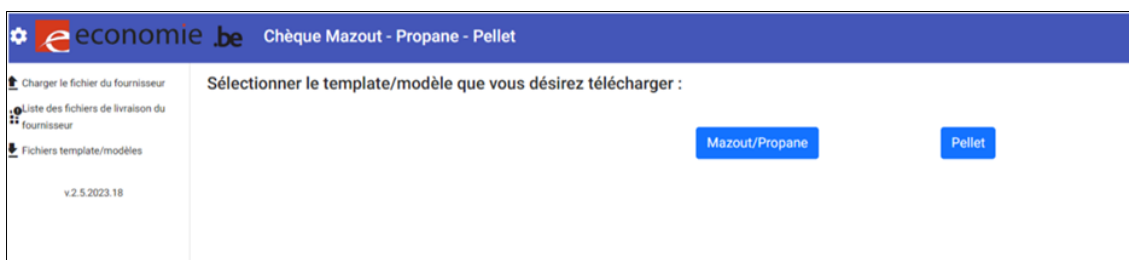 economie .be Chèque Mazout - Propane - Pellet
Charger le fichier du fournisseur
Liste des fichiers de livraison du
fournisseur
Fichiers template/modèles
v.2.5.2023.18
Sélectionner le template/modèle que vous désirez télécharger :
Mazout/Propane
Pellet